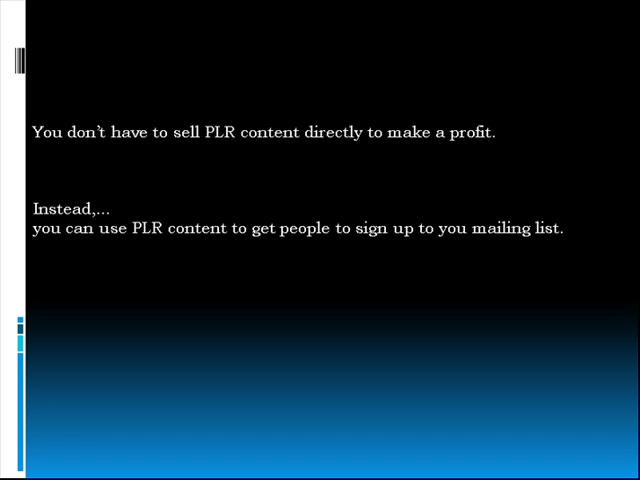 You don't have to sell PLR content directly to make a profit.
Instead,...
you can use PLR content to get people to sign up to you mailing list.